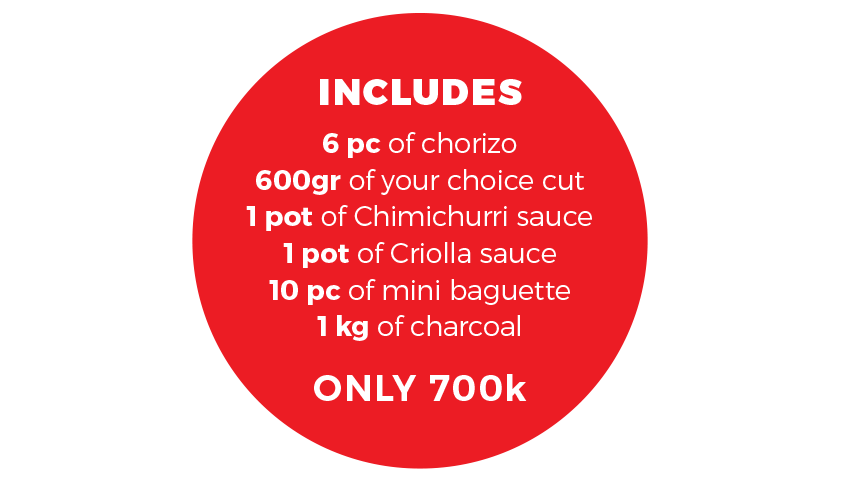 INCLUDES
6 pc of chorizo
600gr of your choice cut
1 pot of Chimichurri sauce
1 pot of Criolla sauce
10 pc of mini baguette
1 kg of charcoal
ONLY 700k